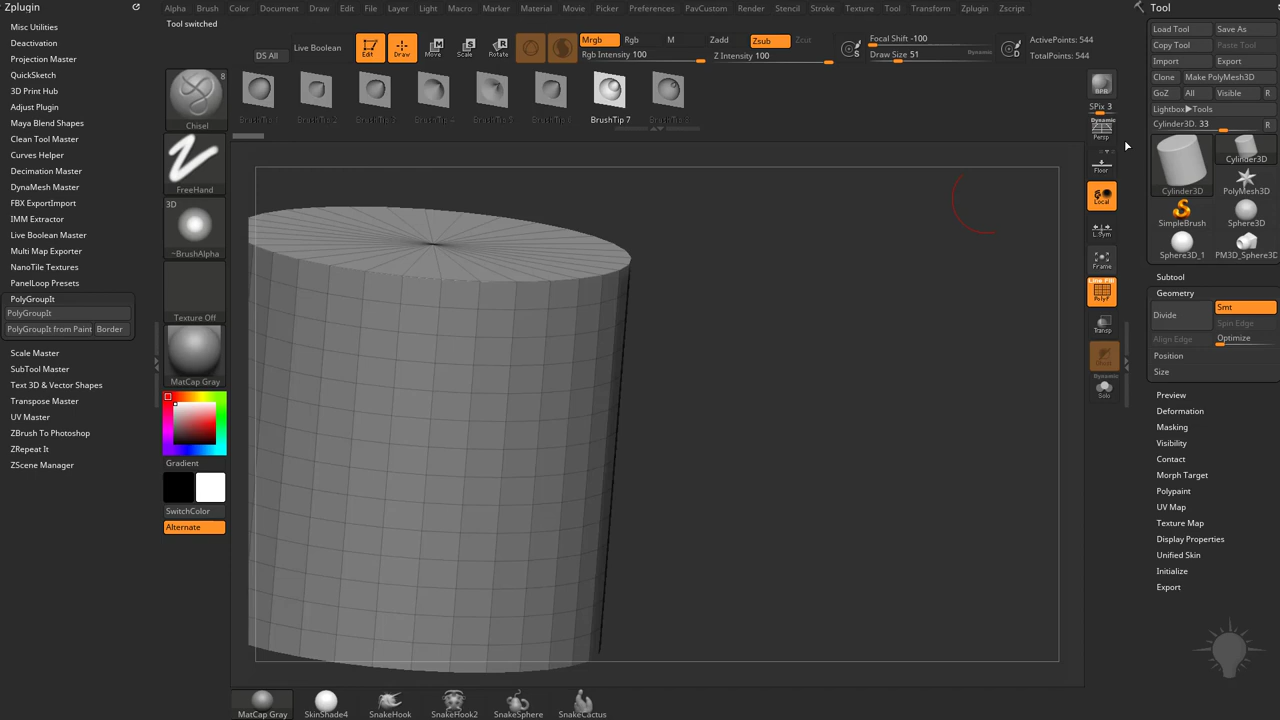 Zplugin
Alpha Brush Color Document Draw Edit File Layer Light Macro Marker Material Movie Picker Preferences PavCustom Render Stencil Stroke Texture Tool Transform Zplugin Zscript
Tool
Tool switched
Misc Utilities
Deactivation
Projection Master
QuickSketch
3D Print Hub
Adjust Plugin
Maya Blend Shapes
Clean Tool Master
Curves Helper
Decimation Master
DynaMesh Master
FBX ExportImport
IMM Extractor
Live Boolean Master
Multi Map Exporter
NanoTile Textures
PanelLoop Presets
PolyGroupIt
PolyGroupIt
PolyGroupIt from Paint Border
Scale Master
SubTool Master
Text 3D & Vector Shapes
Transpose Master
UV Master
ZBrush To Photoshop
ZRepeat It
ZScene Manager
DS All
Live Boolean
Edit
Draw
Move
Scale
Rotate
Mrgb Rgb M
Rgb Intensity 100
Zadd Zsub Zcut
Z Intensity 100
S
Focal Shift -100
Draw Size 51
Dynamic
D
ActivePoints: 544
TotalPoints: 544
8
Chisel
FreeHand
3D
~BrushAlpha
Texture Off
MatCap Gray
Gradient
SwitchColor
Alternate
BrushTip 7
BPR
SPix 3
Dynamic
Persp
Floor
Local
L.Sym
Frame
Line Fill
PolyF
Transp
Dynamic
Solo
Load Tool Save As
Copy Tool Paste Tool
Import Export
Clone Make PolyMesh3D
GoZ All Visible R
Lightbox▶Tools
Cylinder3D. 33 R
Cylinder3D
Cylinder3D
PolyMesh3D
SimpleBrush
Sphere3D
Sphere3D_1
PM3D_Sphere3D
Subtool
Geometry
Divide
Smt
Spin Edge
Align Edge
Optimize
Position
Size
Preview
Deformation
Masking
Visibility
Contact
Morph Target
Polypaint
UV Map
Texture Map
Display Properties
Unified Skin
Initialize
Export
MatCap Gray
SkinShade4
SnakeHook
SnakeHook2
SnakeSphere
SnakeCactus